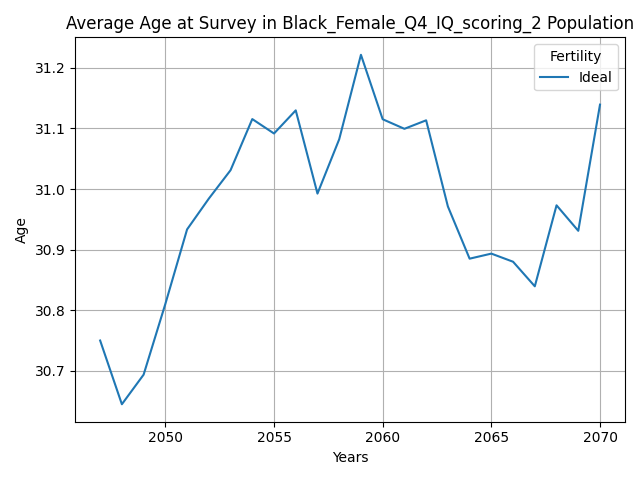 Average Age at Survey in Black_Female_Q4_IQ_scoring_2 Population
Fertility
Ideal
31.2
31.1
31.0
30.9
30.8
30.7
Age
2050 2055 2060 2065 2070
Years